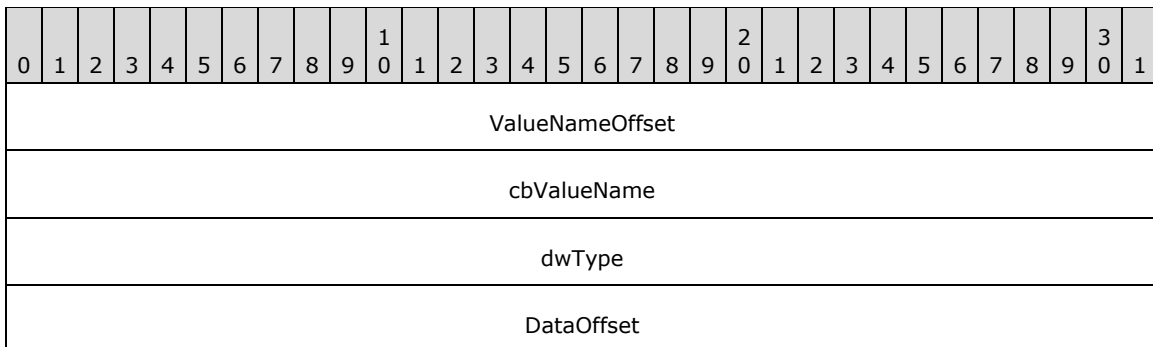 1 2 3
0 1 2 3 4 5 6 7 8 9 0 1 2 3 4 5 6 7 8 9 0 1 2 3 4 5 6 7 8 9 0 1
ValueNameOffset
cbValueName
dwType
DataOffset